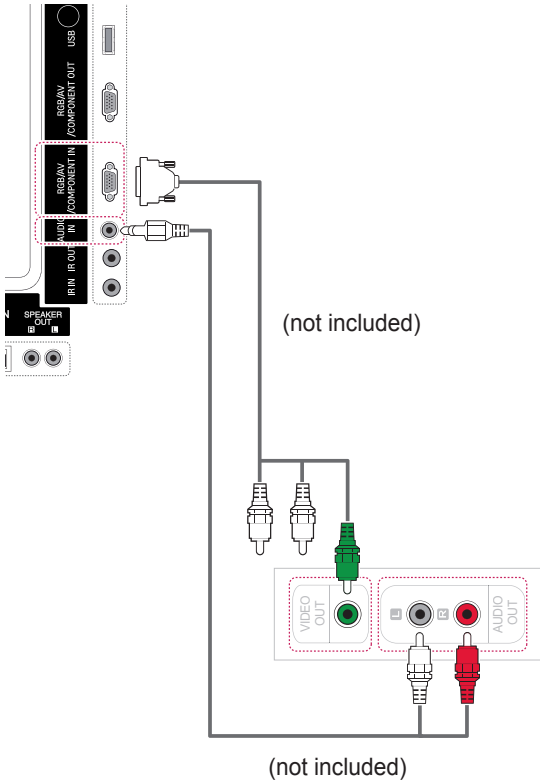 USB
RGB/AV
/COMPONENT OUT
RGB/AV
/COMPONENT IN
AUDIO
IN
IR OUT
IR IN
N
SPEAKER
OUT
R L
(not included)
VIDEO
OUT
L
R
AUDIO
OUT
(not included)